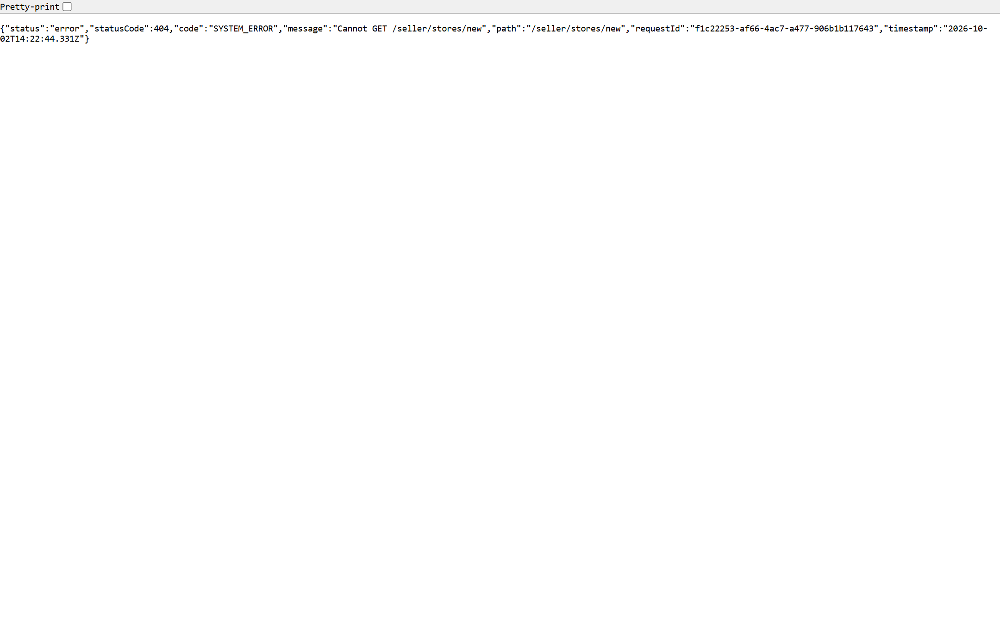 Pretty-print
{"status":"error","statusCode":404,"code":"SYSTEM_ERROR","message":"Cannot GET /seller/stores/new","path":"/seller/stores/new","requestId":"f1c22253-af66-4ac7-a477-906b1b117643","timestamp":"2026-10-
02T14:22:44.331Z"}